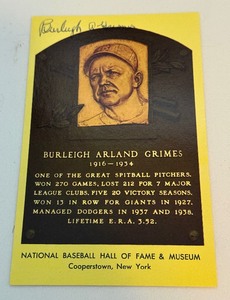 Burleigh A Grimes
BURLEIGH ARLAND GRIMES
1916-1934
ONE OF THE GREAT SPITBALL PITCHERS.
WON 270 GAMES, LOST 212 FOR 7 MAJOR
LEAGUE CLUBS. FIVE 20 VICTORY SEASONS.
WON 13 IN ROW FOR GIANTS IN 1927.
MANAGED DODGERS IN 1937 AND 1938.
LIFETIME E.R.A. 3.52.
NATIONAL BASEBALL HALL OF FAME & MUSEUM
Cooperstown, New York